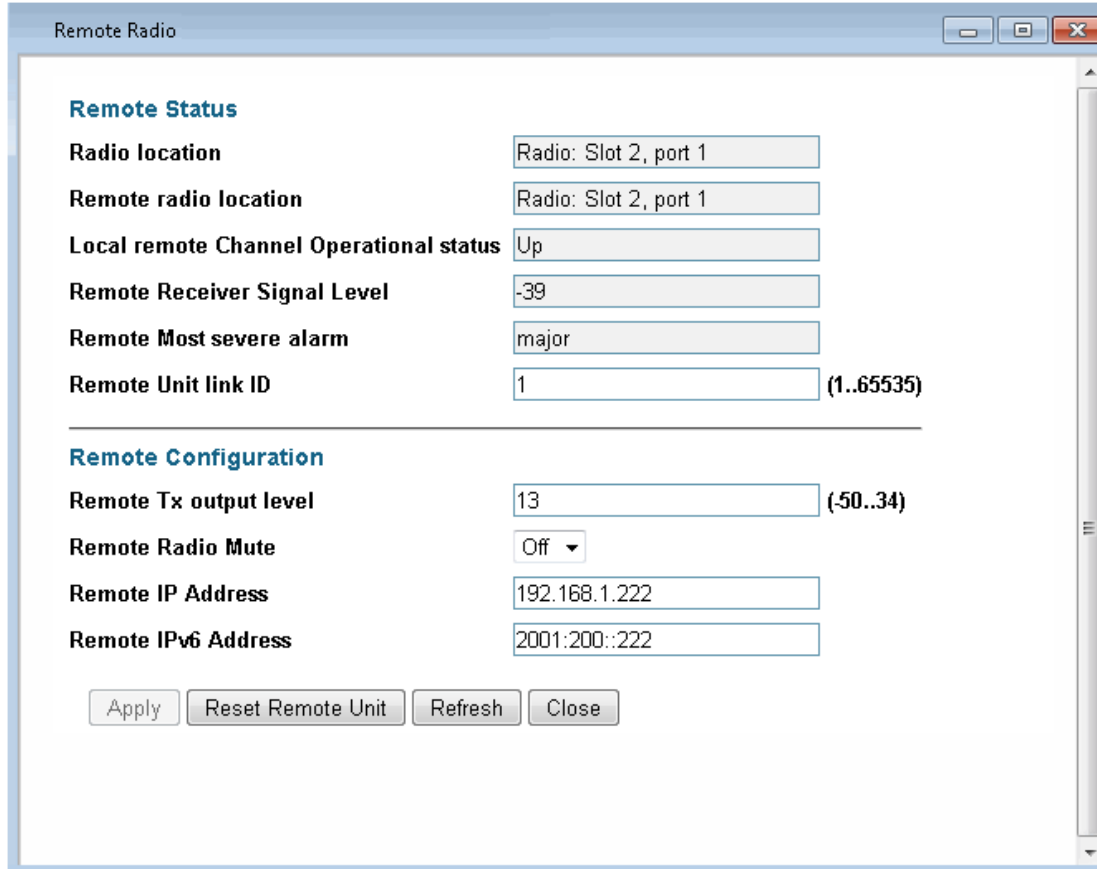 Remote Radio
Remote Status
Radio location Radio: Slot 2, port 1
Remote radio location Radio: Slot 2, port 1
Local remote Channel Operational status Up
Remote Receiver Signal Level -39
Remote Most severe alarm major
Remote Unit link ID 1 (1..65535)
Remote Configuration
Remote Tx output level 13 (-50..34)
Remote Radio Mute Off
Remote IP Address 192.168.1.222
Remote IPv6 Address 2001:200::222
Apply Reset Remote Unit Refresh Close